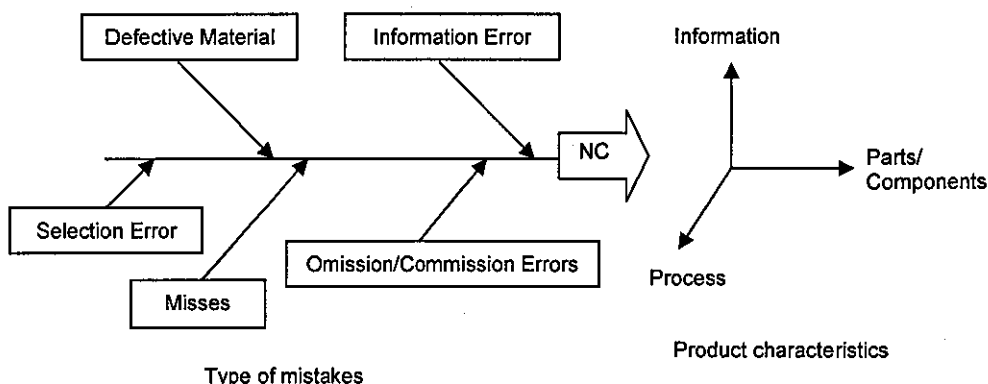 Defective Material
Information Error
Information
NC
Parts/
Components
Selection Error
Omission/Commission Errors
Misses
Process
Product characteristics
Type of mistakes